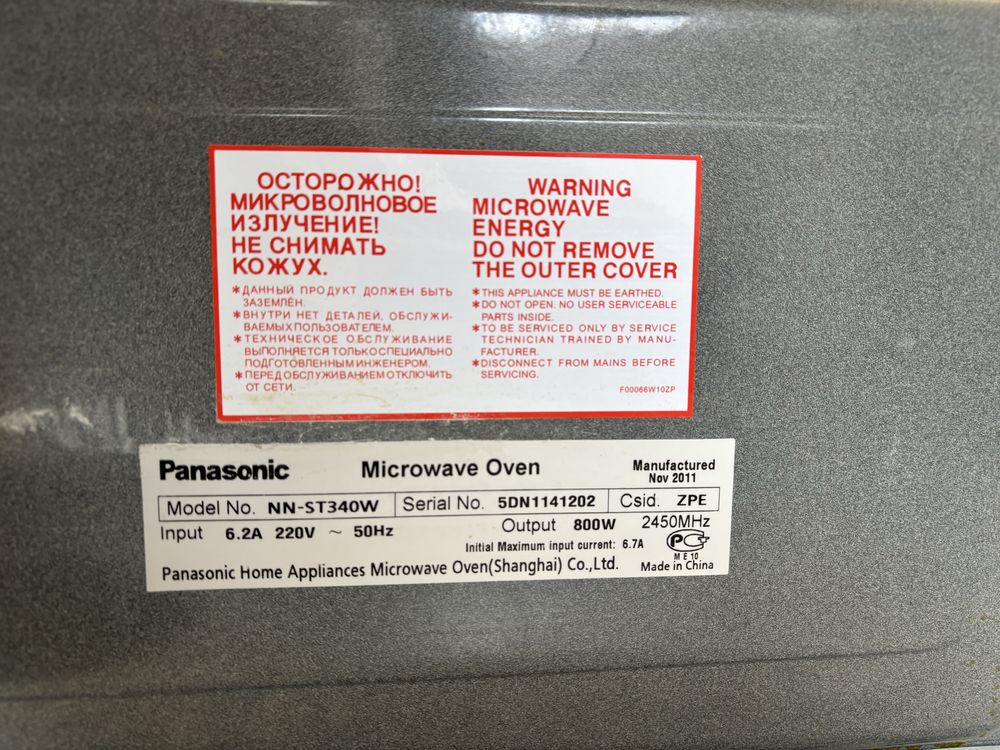 ОСТОРОЖНО!
МИКРОВОЛНОВОЕ
ИЗЛУЧЕНИЕ!
НЕ СНИМАТЬ
КОЖУХ.
*ДАННЫЙ ПРОДУКТ ДОЛЖЕН БЫТЬ
ЗАЗЕМЛЁН.
*ВНУТРИ НЕТ ДЕТАЛЕЙ, ОБСЛУЖИ-
ВАЕМЫХ ПОЛЬЗОВАТЕЛЕМ.
*ТЕХНИЧЕСКОЕ ОБСЛУЖИВАНИЕ
ВЫПОЛНЯЕТСЯ ТОЛЬКО СПЕЦИАЛЬНО
ПОДГОТОВЛЕННЫМ ИНЖЕНЕРОМ.
*ПЕРЕД ОБСЛУЖИВАНИЕМ ОТКЛЮЧИТЬ
ОТ СЕТИ.
WARNING
MICROWAVE
ENERGY
DO NOT REMOVE
THE OUTER COVER
*THIS APPLIANCE MUST BE EARTHED.
*DO NOT OPEN. NO USER SERVICEABLE
PARTS INSIDE.
*TO BE SERVICED ONLY BY SERVICE
TECHNICIAN TRAINED BY MANU-
FACTURER.
*DISCONNECT FROM MAINS BEFORE
SERVICING.
F00066W10ZP
Panasonic Microwave Oven Manufactured
Nov 2011
Model No. NN-ST340W Serial No. 5DN1141202 Csid. ZPE
Input 6.2A 220V ~ 50Hz Output 800W 2450MHz
Initial Maximum input current: 6.7A
ME10
Panasonic Home Appliances Microwave Oven(Shanghai) Co.,Ltd. Made in China